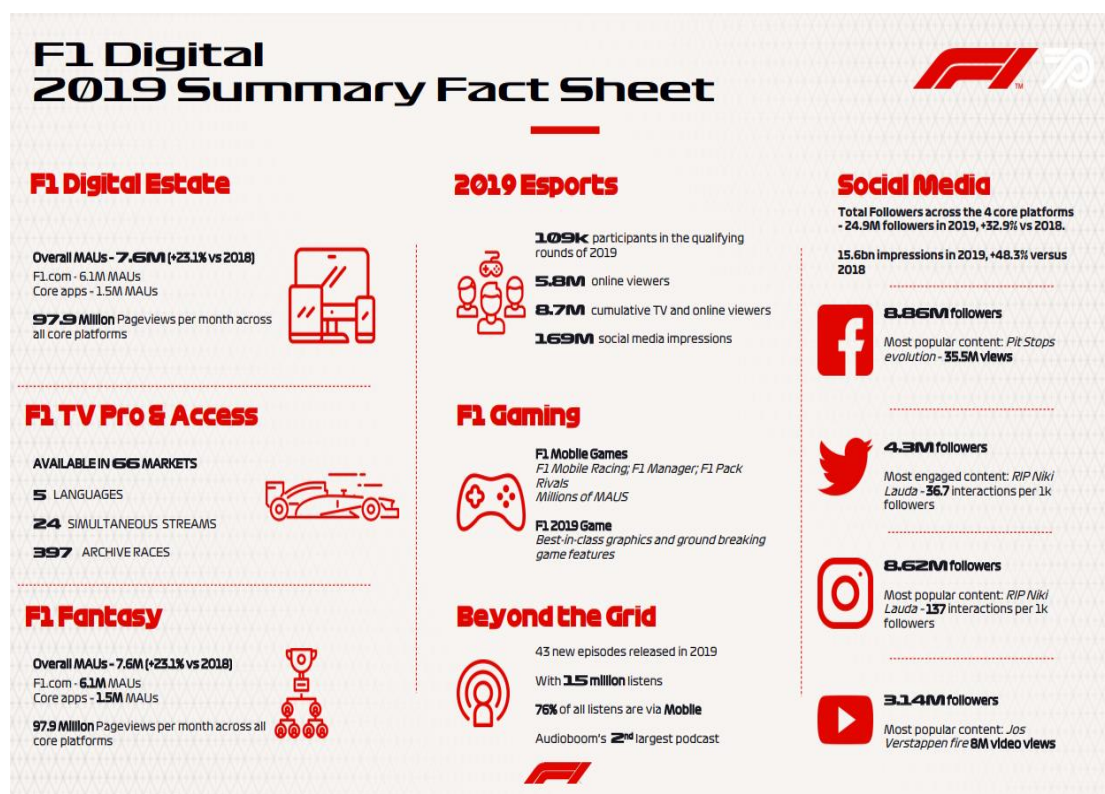 F1 Digital
2019 Summary Fact Sheet
F1 70
TM
F1 Digital Estate
Overall MAUs - 7.6M (+23.1% vs 2018)
F1.com - 6.1M MAUs
Core apps - 1.5M MAUs
97.9 Million Pageviews per month across
all core platforms
F1 TV Pro & Access
AVAILABLE IN 66 MARKETS
5 LANGUAGES
24 SIMULTANEOUS STREAMS
397 ARCHIVE RACES
F1 Fantasy
Overall MAUs - 7.6M (+23.1% vs 2018)
F1.com - 6.1M MAUs
Core apps - 1.5M MAUs
97.9 Million Pageviews per month across all
core platforms
2019 Esports
109K participants in the qualifying
rounds of 2019
5.8M online viewers
8.7M cumulative TV and online viewers
169M social media impressions
F1 Gaming
F1 Mobile Games
F1 Mobile Racing; F1 Manager; F1 Pack
Rivals
Millions of MAUS
F1 2019 Game
Best-in-class graphics and ground breaking
game features
Beyond the Grid
43 new episodes released in 2019
With 15 million listens
76% of all listens are via Mobile
Audioboom's 2nd largest podcast
F1
Social Media
Total Followers across the 4 core platforms
- 24.9M followers in 2019, +32.9% vs 2018.
15.6bn impressions in 2019, +48.3% versus
2018
8.86M followers
Most popular content: Pit Stops
evolution - 35.5M views
4.3M followers
Most engaged content: RIP Niki
Lauda - 36.7 interactions per 1k
followers
8.62M followers
Most popular content: RIP Niki
Lauda - 137 interactions per 1k
followers
3.14M followers
Most popular content: Jos
Verstappen fire 8M video views